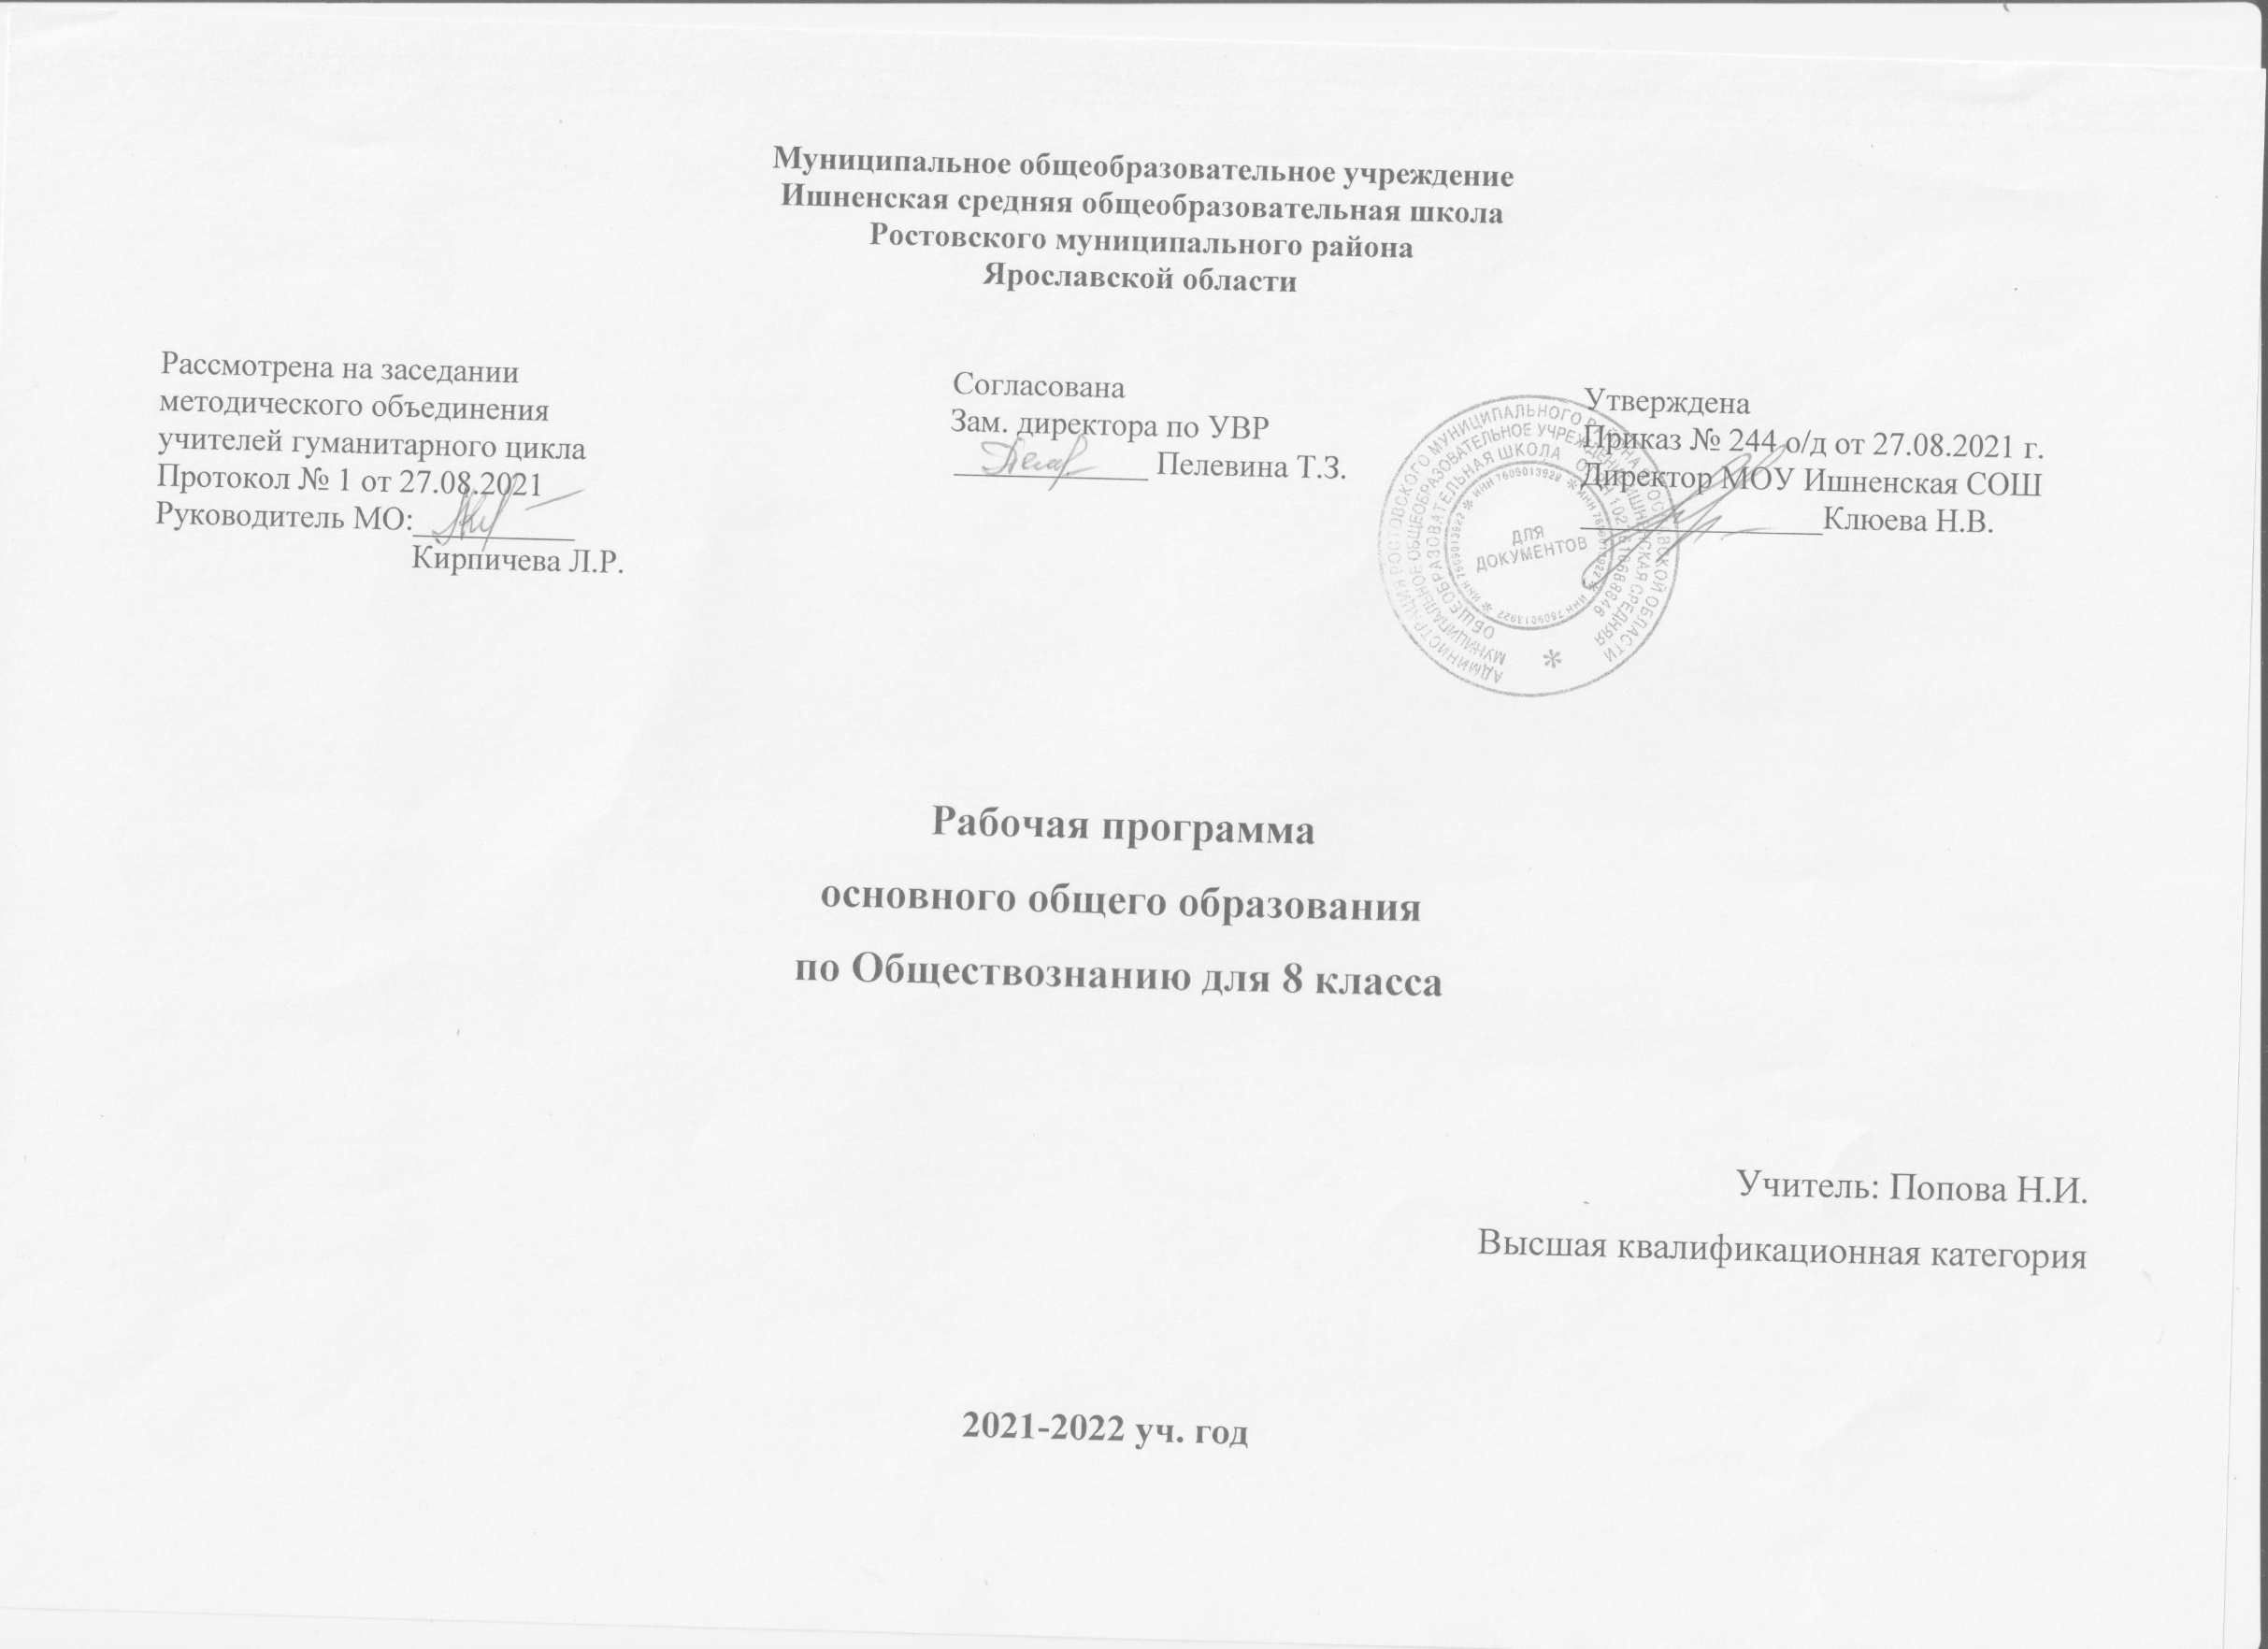 Муниципальное общеобразовательное учреждение
Ишненская средняя общеобразовательная школа
Ростовского муниципального района
Ярославской области
Рассмотрена на заседании
методического объединения
учителей гуманитарного цикла
Протокол № 1 от 27.08.2021
Руководитель МО:
Кирпичева Л.Р.
Согласована
Зам. директора по УВР
Пелевина Т.З.
Утверждена
Приказ № 244 о/д от 27.08.2021 г.
Директор МОУ Ишненская СОШ
Клюева Н.В.
ДЛЯ
ДОКУМЕНТОВ
ИНН 7609013922
Рабочая программа
основного общего образования
по Обществознанию для 8 класса
Учитель: Попова Н.И.
Высшая квалификационная категория
2021-2022 уч. год